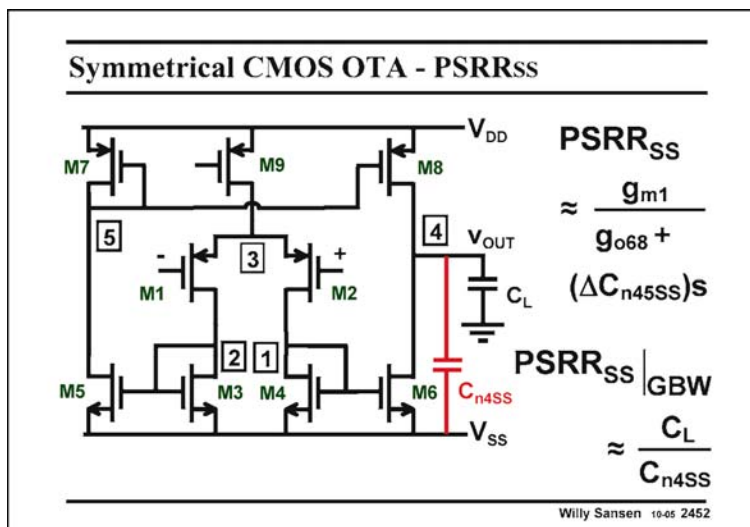 Symmetrical CMOS OTA - PSRRSS
VDD
M7
M9
M8
PSRRSS
≈ gm1
go68 +
(ΔCn45SS)s
5
4
vOUT
-
3
+
M1
M2
CL
2
1
M5
M3
M4
M6
Cn4SS
VSS
PSRRSS |GBW
≈ CL
Cn4SS
Willy Sansen 10-05 2452